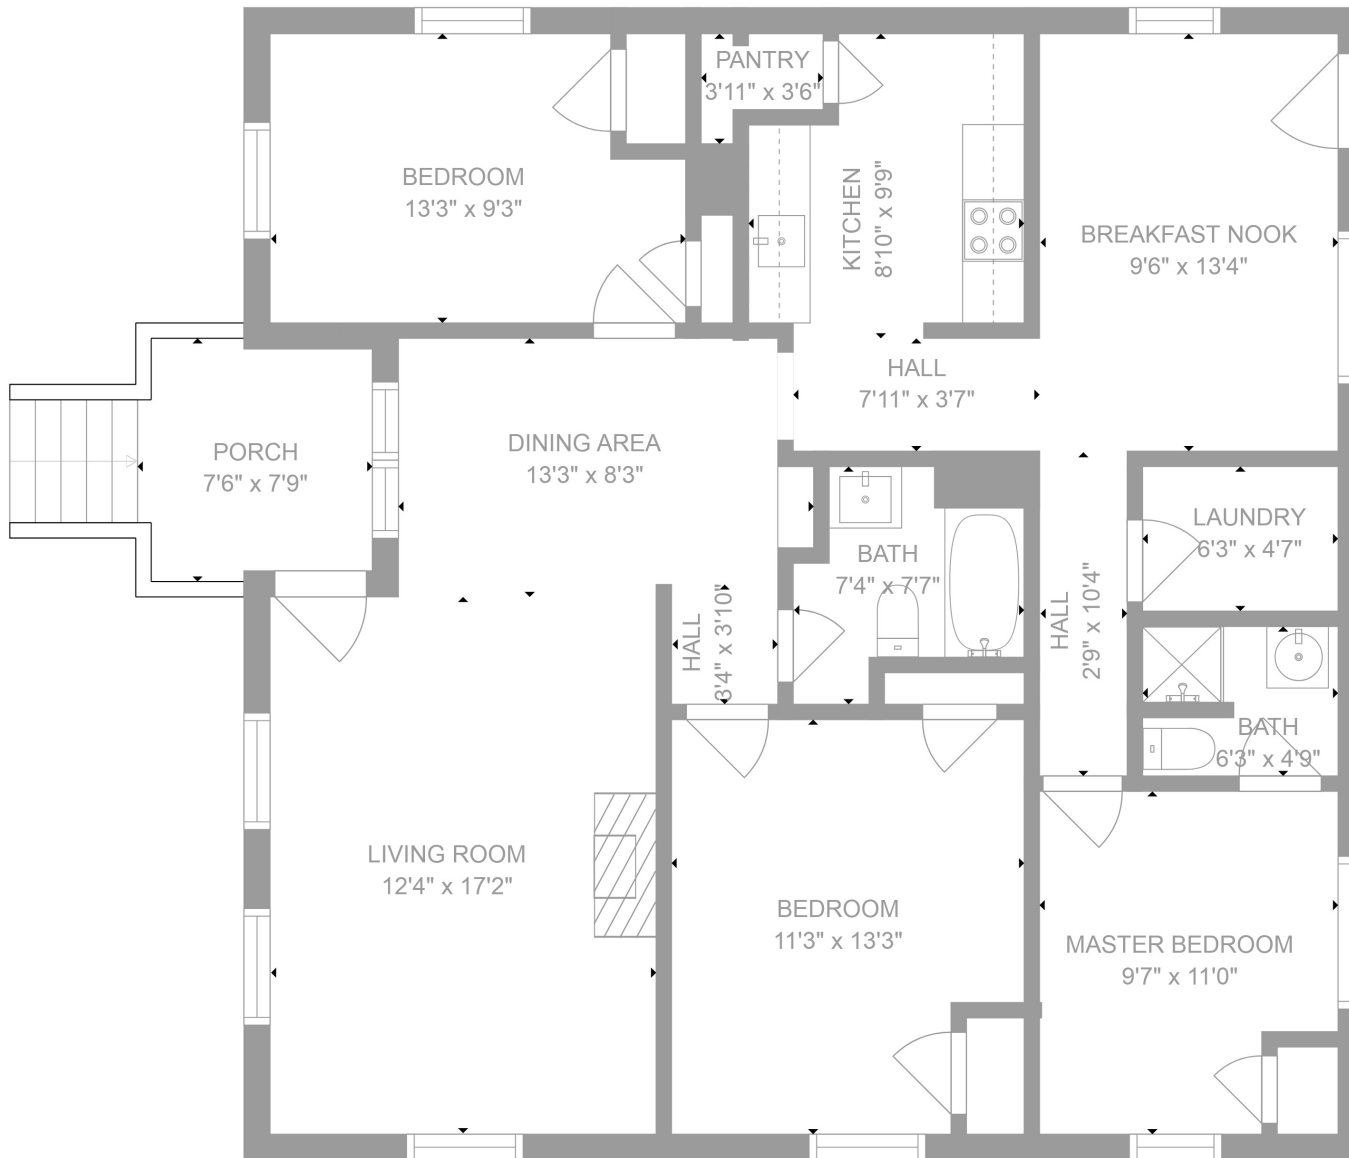 PANTRY
3'11" x 3'6"
BEDROOM
13'3" x 9'3"
KITCHEN
8'10" x 9'9"
BREAKFAST NOOK
9'6" x 13'4"
HALL
7'11" x 3'7"
PORCH
7'6" x 7'9"
DINING AREA
13'3" x 8'3"
BATH
7'4" x 7'7"
LAUNDRY
6'3" x 4'7"
HALL
3'4" x 3'10"
HALL
2'9" x 10'4"
BATH
6'3" x 4'9"
LIVING ROOM
12'4" x 17'2"
BEDROOM
11'3" x 13'3"
MASTER BEDROOM
9'7" x 11'0"